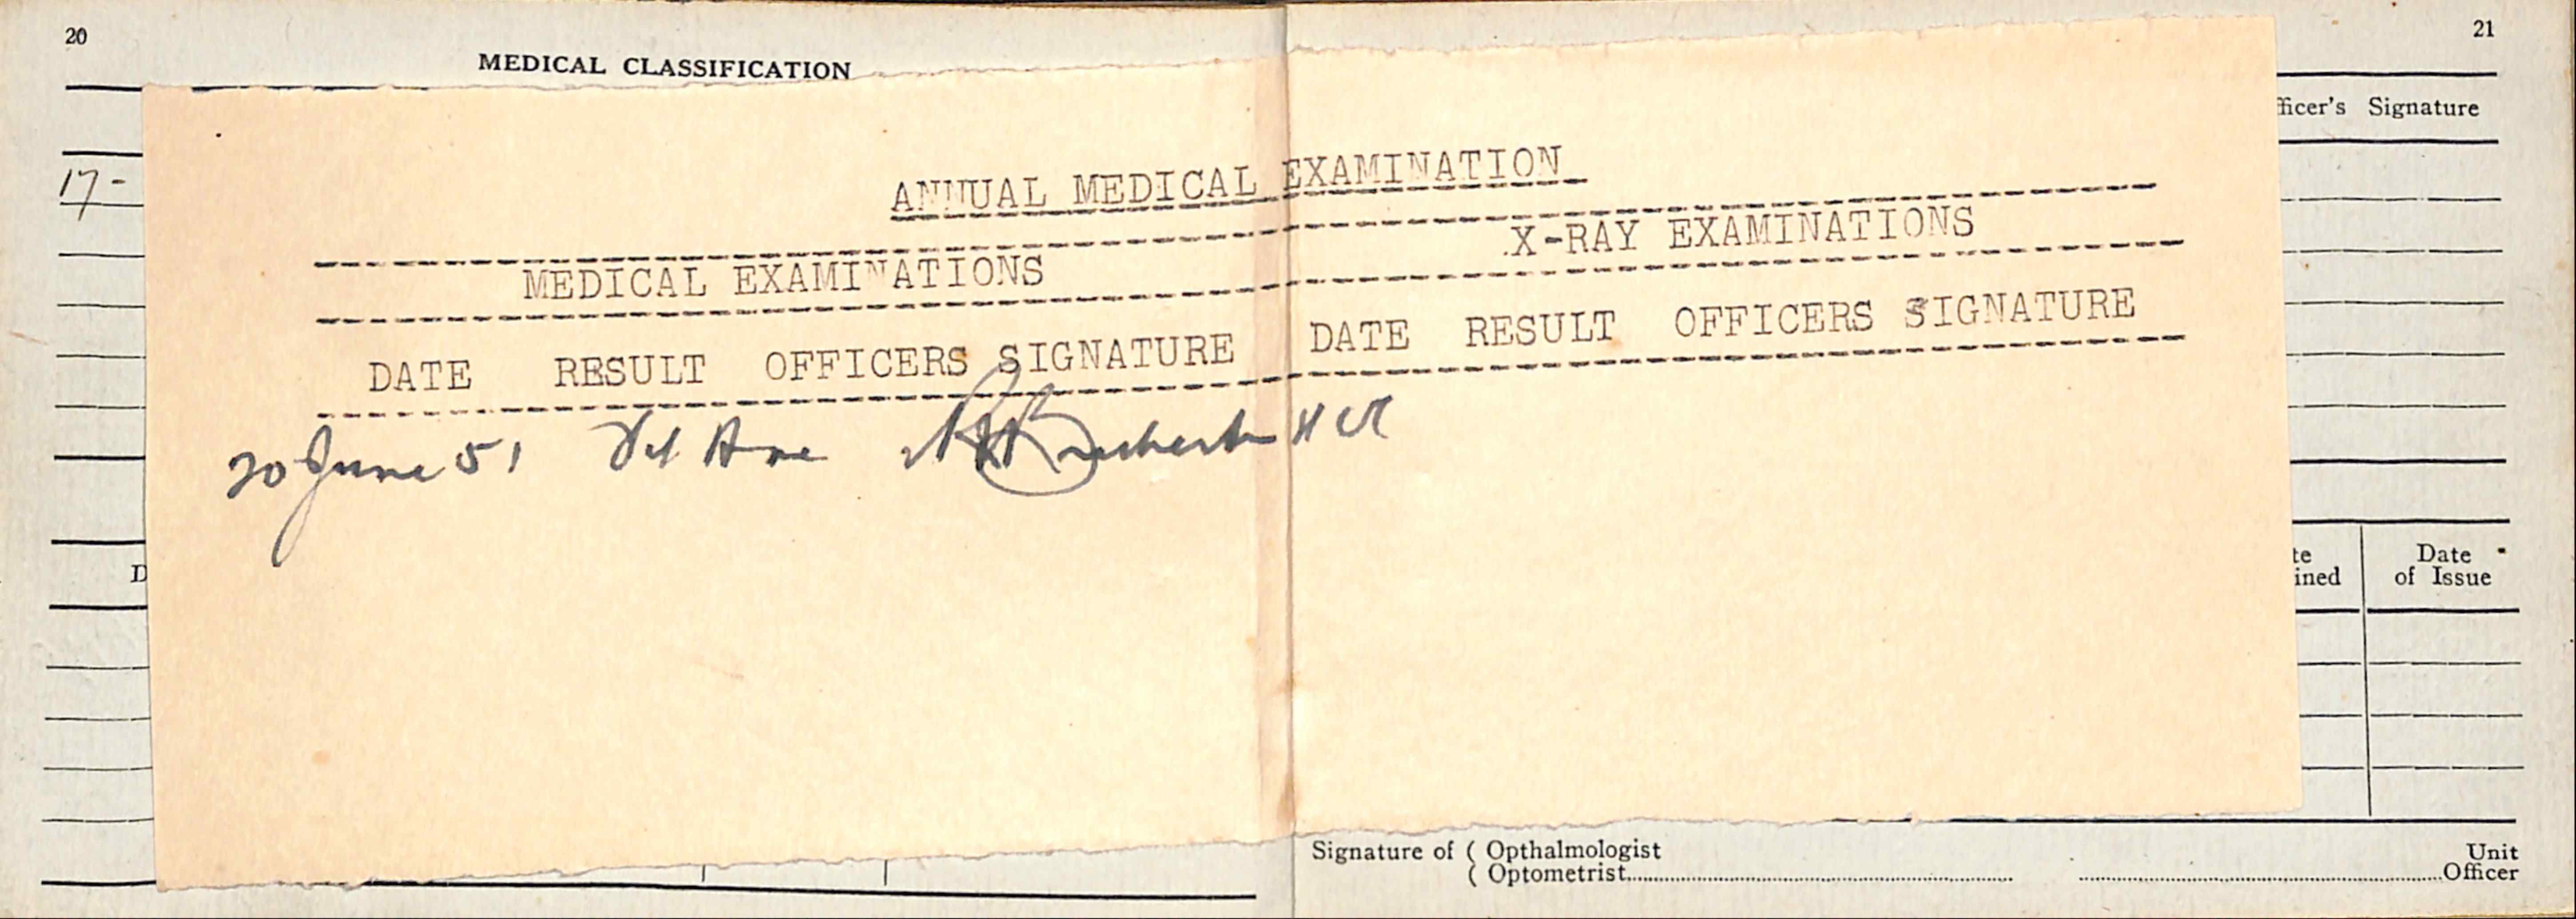 20
21
MEDICAL CLASSIFICATION
ficer's Signature
17-
ANNUAL MEDICAL EXAMINATION
MEDICAL EXAMINATIONS X-RAY EXAMINATIONS
DATE RESULT OFFICERS SIGNATURE DATE RESULT OFFICERS SIGNATURE
20 June 51
D
te Date
ined of Issue
Signature of ( Opthalmologist Unit
( Optometrist Officer